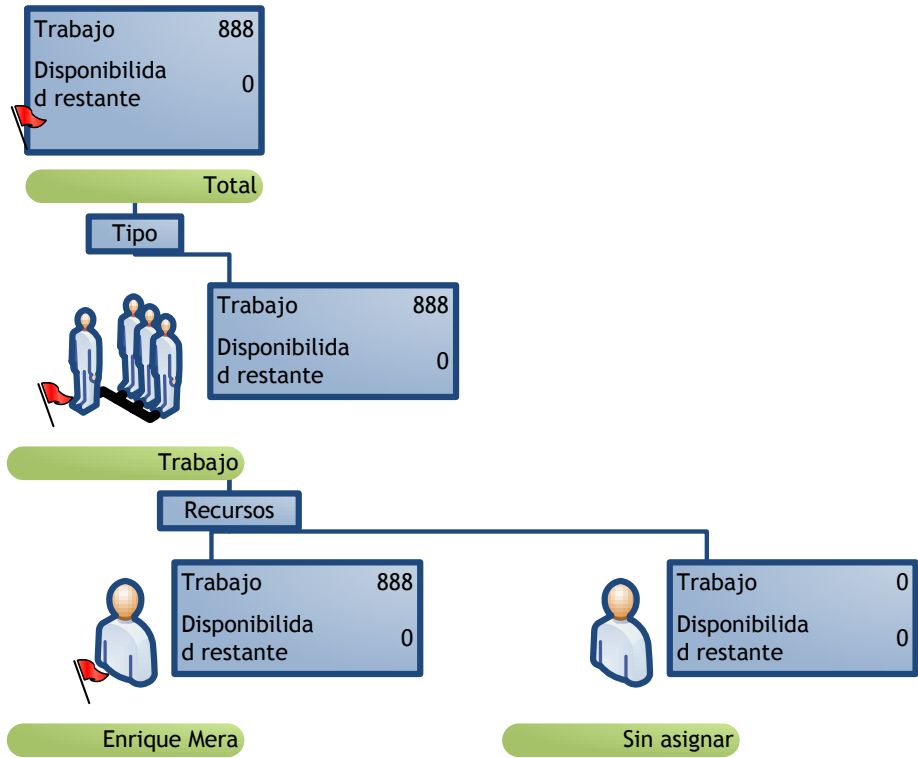 Trabajo 888
Disponibilida
d restante 0
Total
Tipo
Trabajo 888
Disponibilida
d restante 0
Trabajo
Recursos
Trabajo 888
Disponibilida
d restante 0
Enrique Mera
Trabajo 0
Disponibilida
d restante 0
Sin asignar